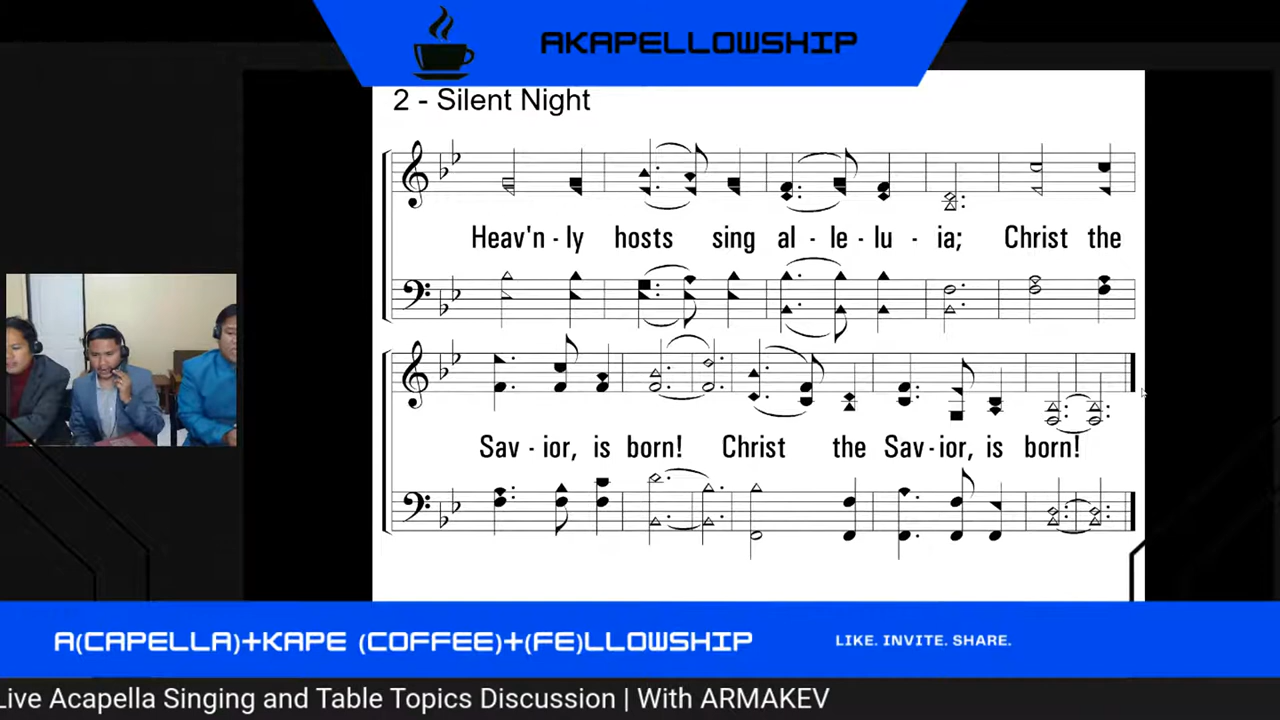 AKAPELLOWSHIP
2 - Silent Night
Heav'n - ly hosts sing al - le - lu - ia; Christ the
Sav - ior, is born! Christ the Sav - ior, is born!
A(CAPELLA)+KAPE (COFFEE)+(FE)LLOWSHIP
LIKE. INVITE. SHARE.
Live Acapella Singing and Table Topics Discussion | With ARMAKEV